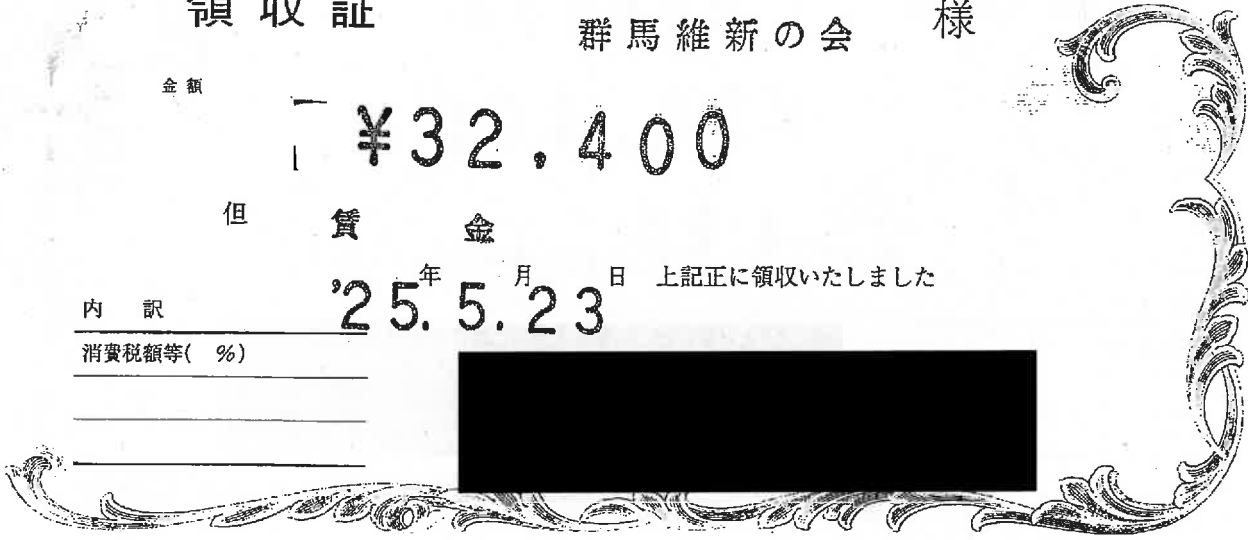 領収証
群馬維新の会 様
金額
¥32,400
但 賃金
'25.年5.月23日 上記正に領収いたしました
内訳
消費税額等( %)